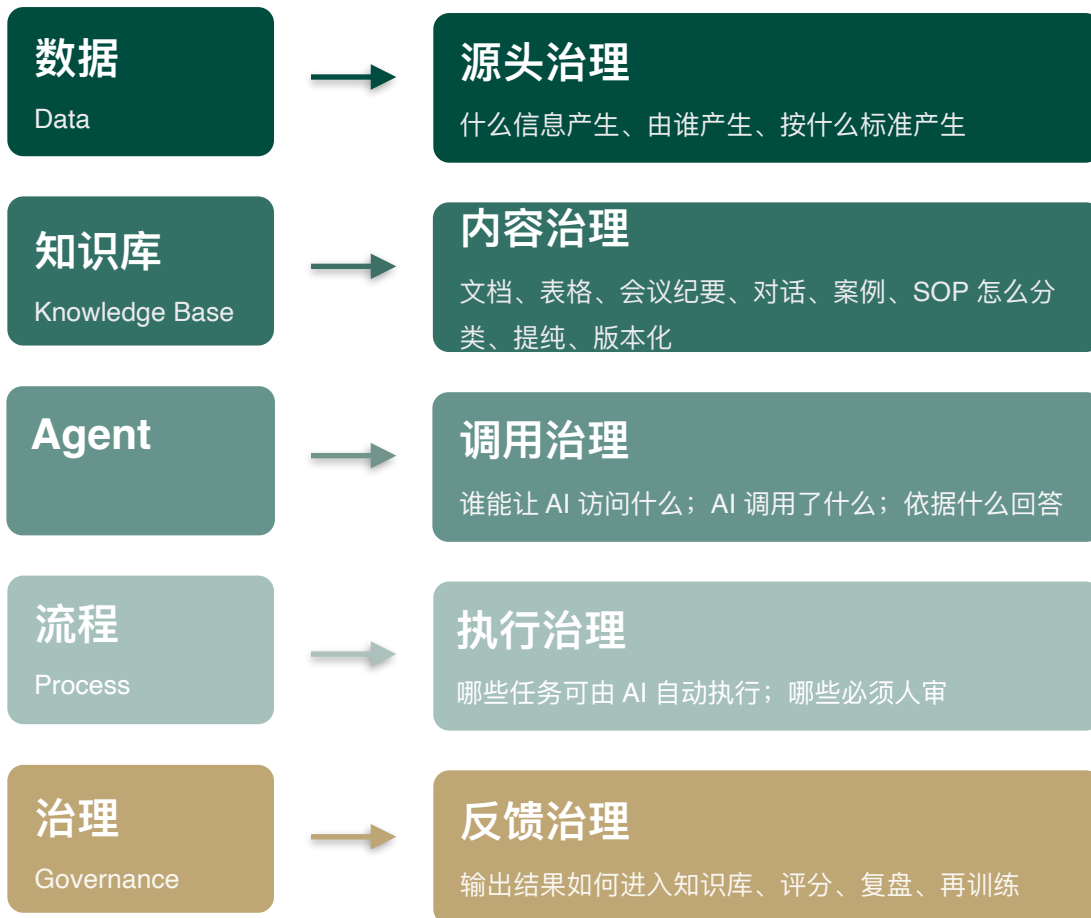 数据
Data
源头治理
什么信息产生、由谁产生、按什么标准产生
知识库
Knowledge Base
内容治理
文档、表格、会议纪要、对话、案例、SOP 怎么分
类、提纯、版本化
Agent
调用治理
谁能让 AI 访问什么；AI 调用了什么；依据什么回答
流程
Process
执行治理
哪些任务可由 AI 自动执行；哪些必须人审
治理
Governance
反馈治理
输出结果如何进入知识库、评分、复盘、再训练